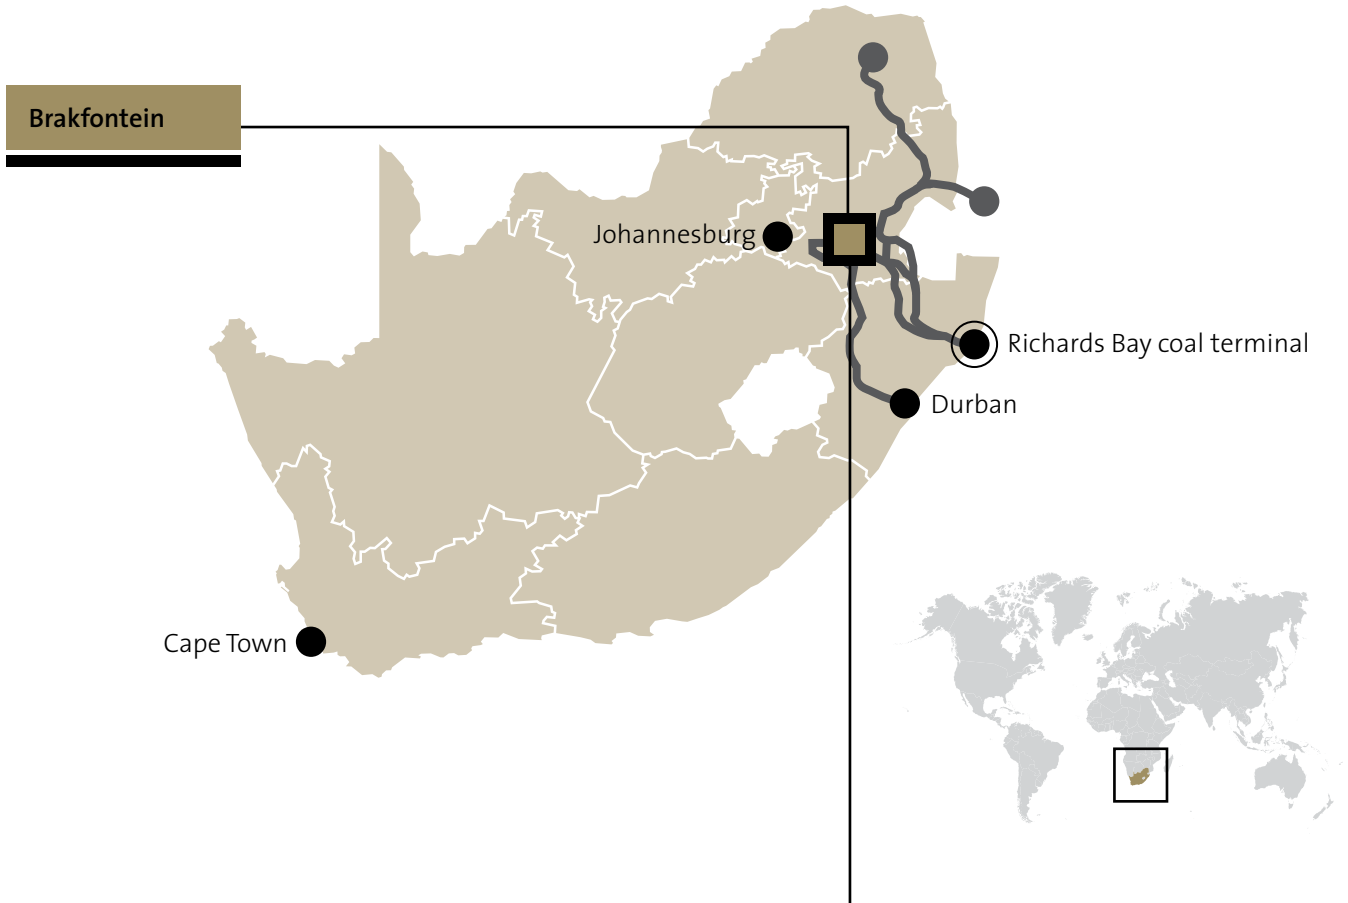 Brakfontein
Johannesburg
Richards Bay coal terminal
Durban
Cape Town